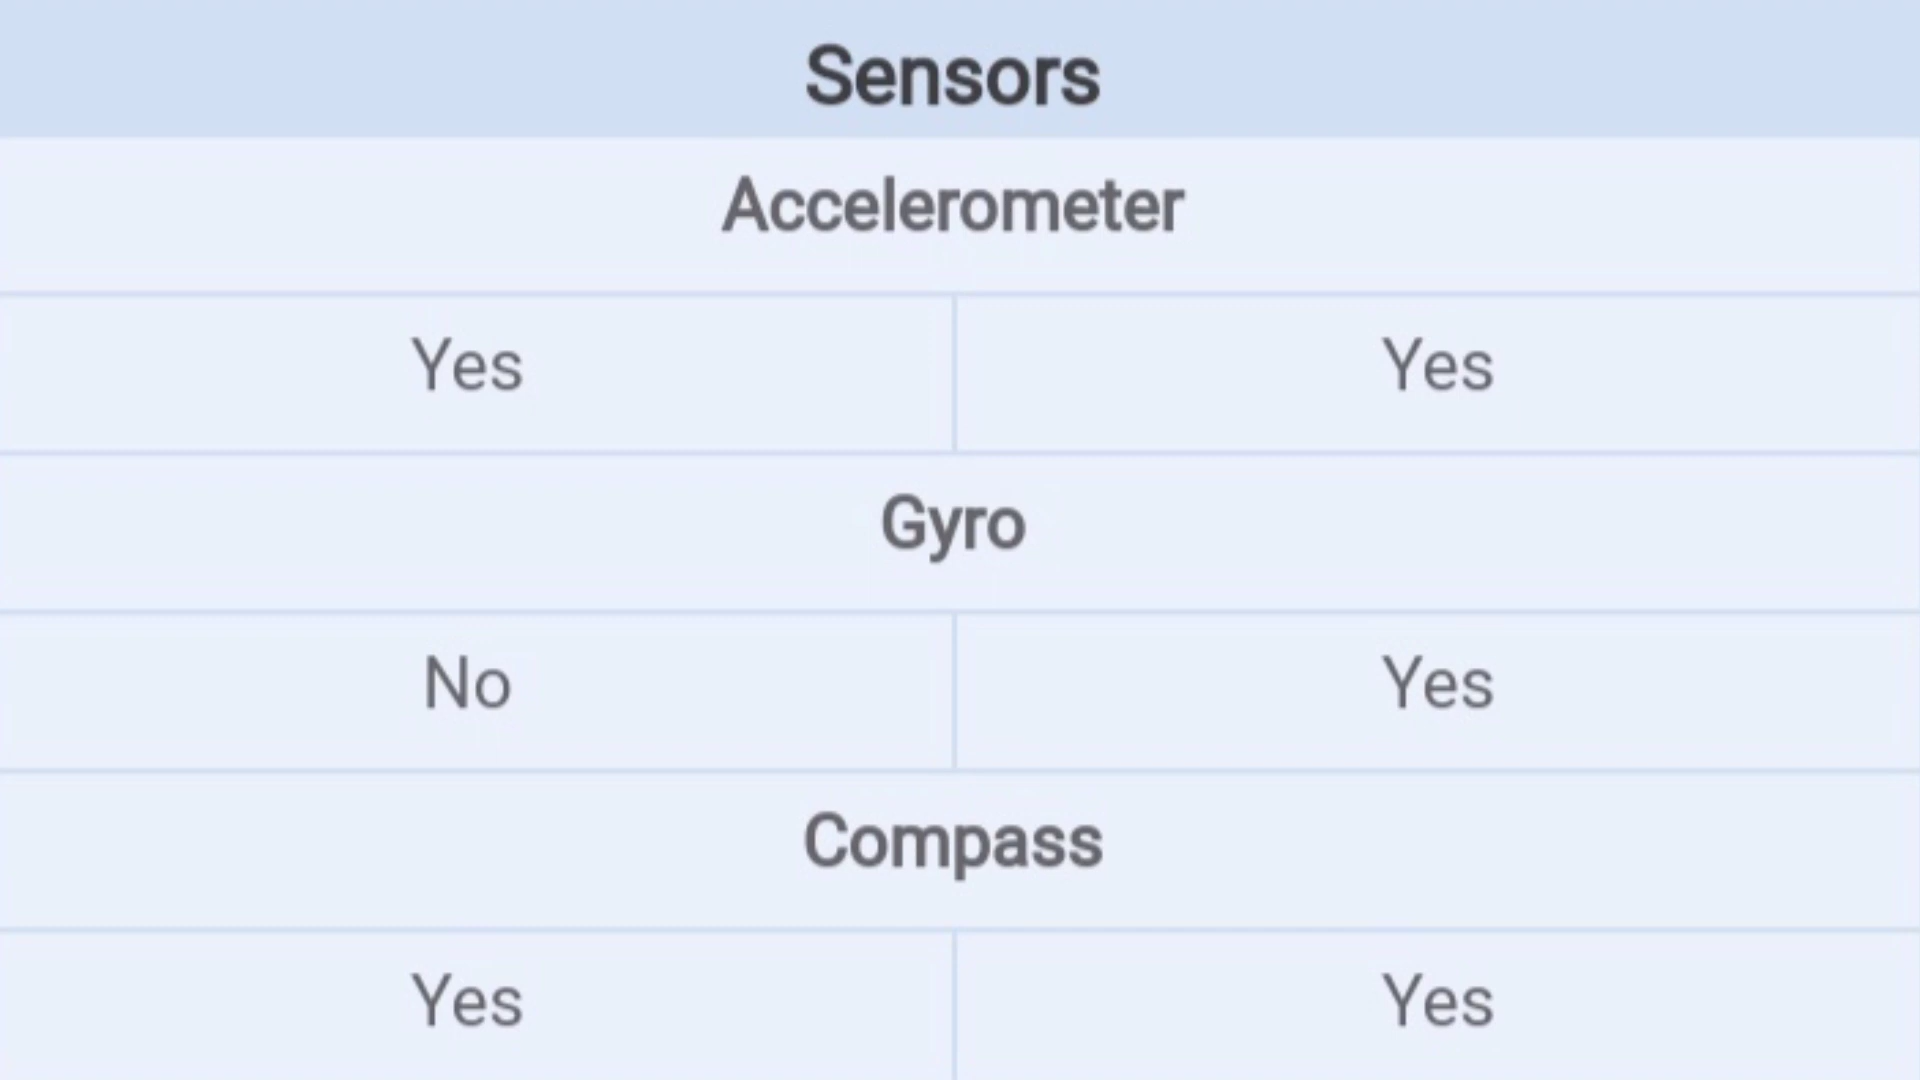 Sensors
Accelerometer
Yes Yes
Gyro
No Yes
Compass
Yes Yes